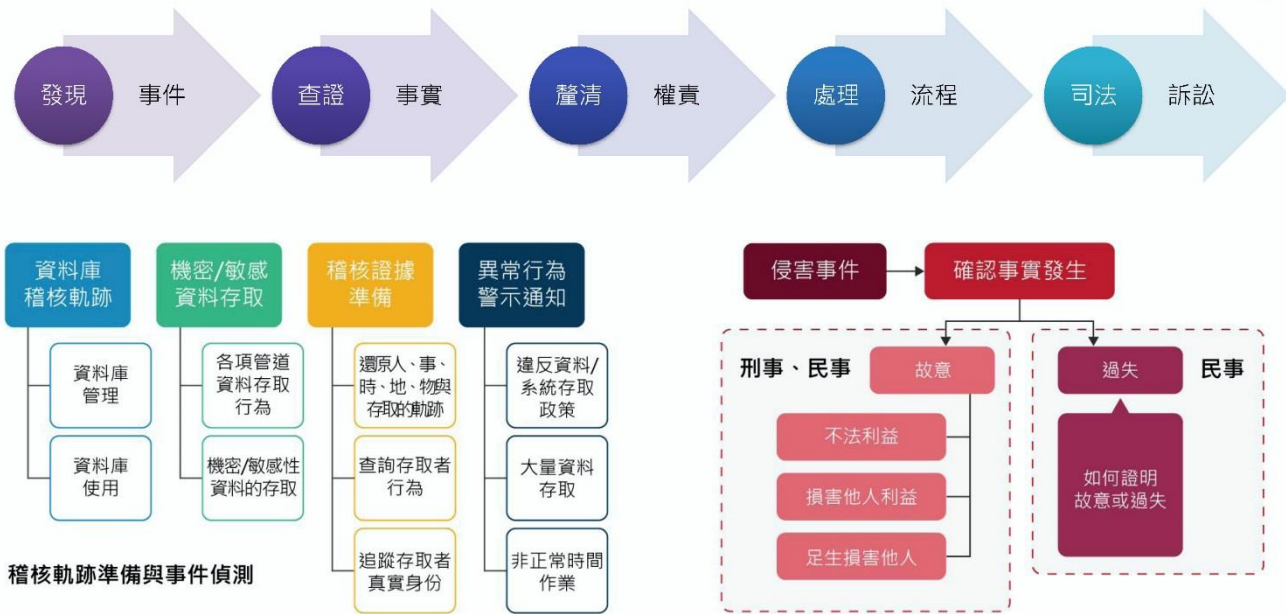 發現 事件
查證 事實
釐清 權責
處理 流程
司法 訴訟
資料庫
稽核軌跡
資料庫
管理
資料庫
使用
機密/敏感
資料存取
各項管道
資料存取
行為
機密/敏感性
資料的存取
稽核證據
準備
還原人、事、
時、地、物與
存取的軌跡
查詢存取者
行為
追蹤存取者
真實身份
異常行為
警示通知
違反資料/
系統存取
政策
大量資料
存取
非正常時間
作業
稽核軌跡準備與事件偵測
侵害事件
確認事實發生
刑事、民事
故意
不法利益
損害他人利益
足生損害他人
過失
民事
如何證明
故意或過失